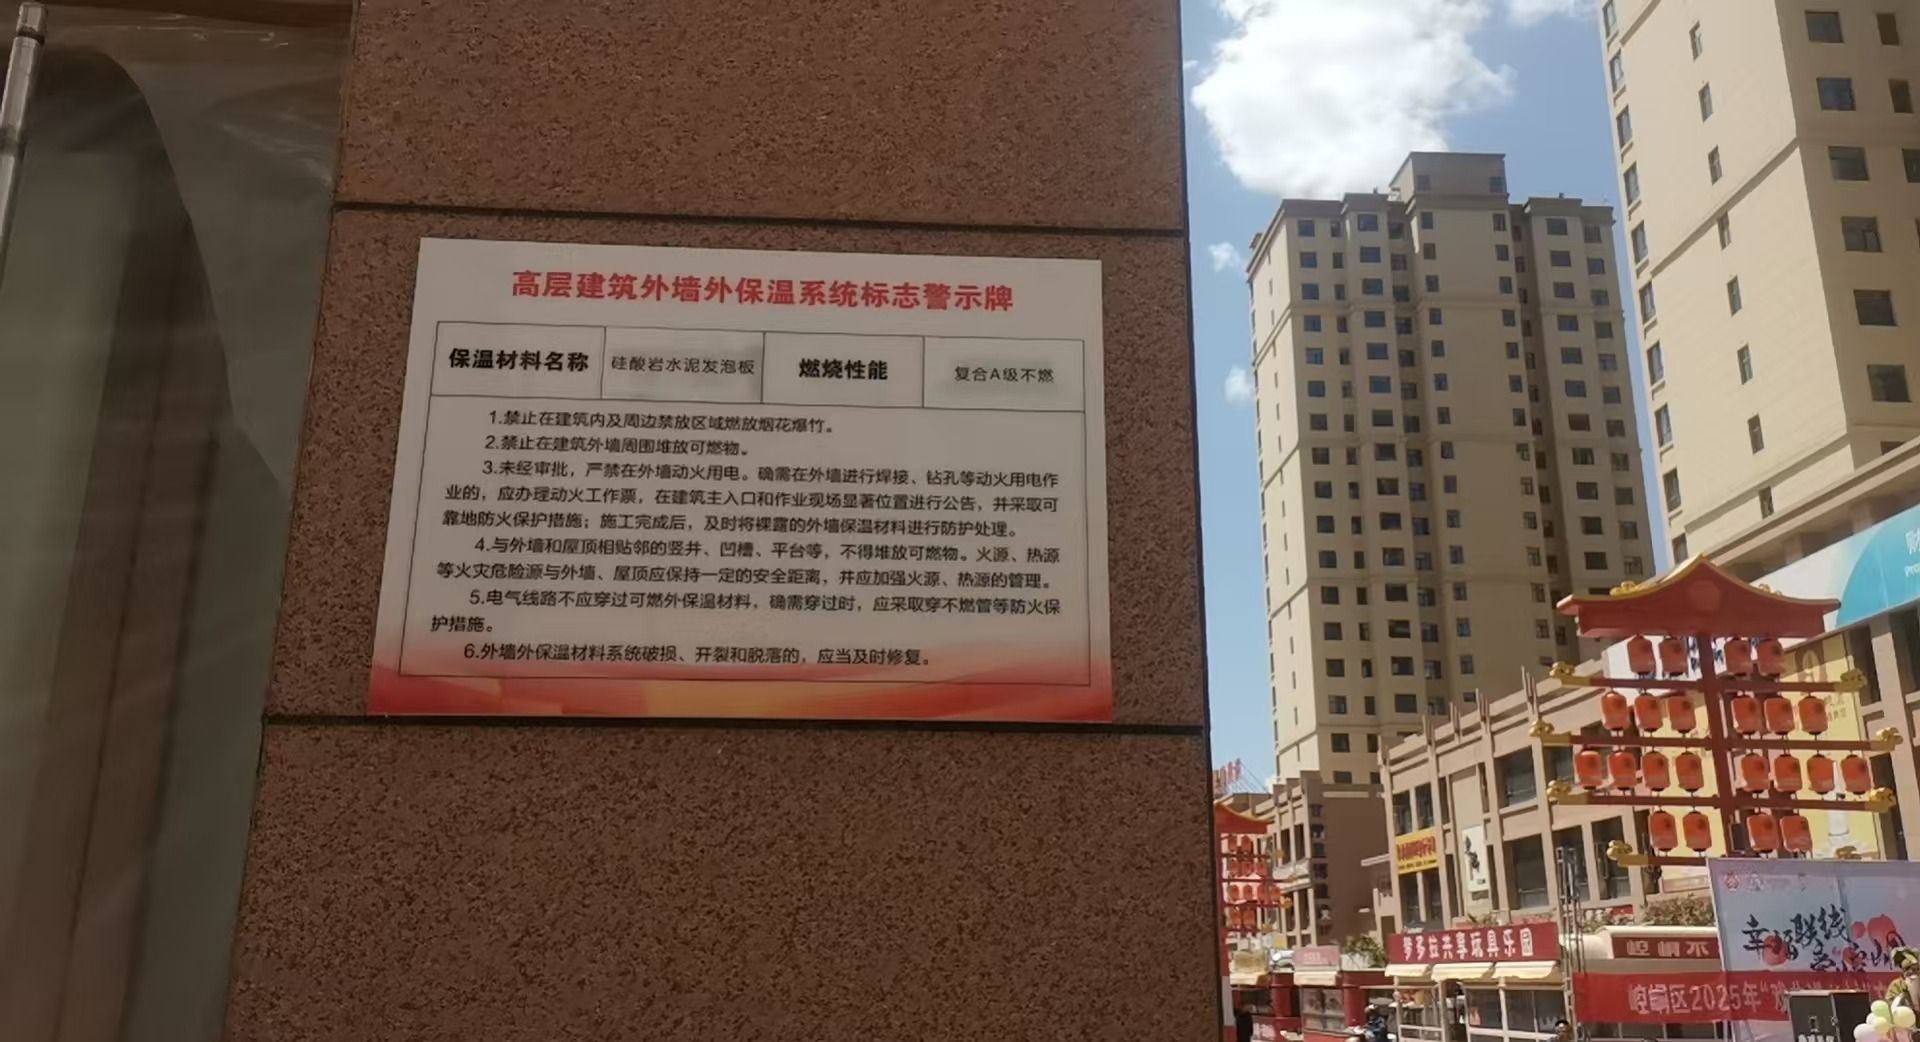 高层建筑外墙外保温系统标志警示牌
保温材料名称 硅酸岩水泥发泡板 燃烧性能 复合A级不燃
1.禁止在建筑内及周边禁放区域燃放烟花爆竹。
2.禁止在建筑外墙周围堆放可燃物。
3.未经审批，严禁在外墙动火用电。确需在外墙进行焊接、钻孔等动火用电作
业的，应办理动火工作票，在建筑主入口和作业现场显著位置进行公告，并采取可
靠地防火保护措施；施工完成后，及时将裸露的外墙保温材料进行防护处理。
4.与外墙和屋顶相贴邻的竖井、凹槽、平台等，不得堆放可燃物。火源、热源
等火灾危险源与外墙、屋顶应保持一定的安全距离，并应加强火源、热源的管理。
5.电气线路不应穿过可燃外保温材料，确需穿过时，应采取穿不燃管等防火保
护措施。
6.外墙外保温材料系统破损、开裂和脱落的，应当及时修复。
梦多拉共享玩具乐园
崆峒不
幸福联线
崆峒区2025年“戏